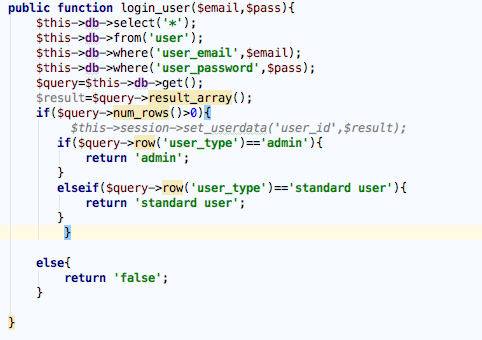 public function login_user($email,$pass){
$this->db->select('*');
$this->db->from('user');
$this->db->where('user_email',$email);
$this->db->where('user_password',$pass);
$query=$this->db->get();
$result=$query->result_array();
if($query->num_rows()>0){
$this->session->set_userdata('user_id',$result);
if($query->row('user_type')=='admin'){
return 'admin';
}
elseif($query->row('user_type')=='standard user'){
return 'standard user';
}
}
else{
return 'false';
}
}